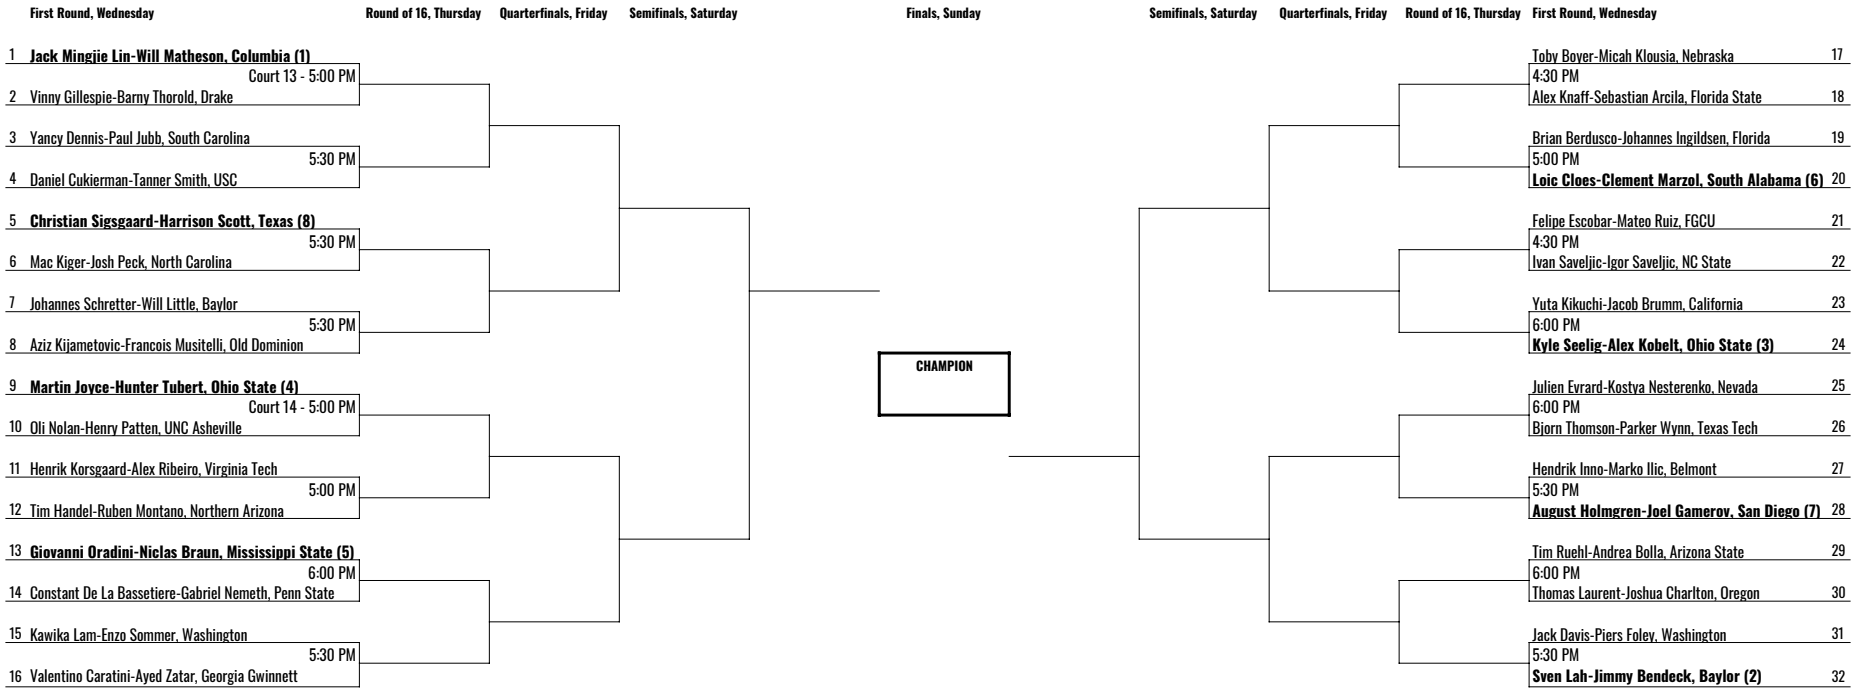 First Round, Wednesday Round of 16, Thursday Quarterfinals, Friday Semifinals, Saturday Finals, Sunday Semifinals, Saturday Quarterfinals, Friday Round of 16, Thursday First Round, Wednesday
1 Jack Mingjie Lin-Will Matheson, Columbia (1)
Court 13 - 5:00 PM
2 Vinny Gillespie-Barny Thorold, Drake
3 Yancy Dennis-Paul Jubb, South Carolina
5:30 PM
4 Daniel Cukierman-Tanner Smith, USC
5 Christian Sigsgaard-Harrison Scott, Texas (8)
5:30 PM
6 Mac Kiger-Josh Peck, North Carolina
7 Johannes Schretter-Will Little, Baylor
5:30 PM
8 Aziz Kijametovic-Francois Musitelli, Old Dominion
9 Martin Joyce-Hunter Tubert, Ohio State (4)
Court 14 - 5:00 PM
10 Oli Nolan-Henry Patten, UNC Asheville
11 Henrik Korsgaard-Alex Ribeiro, Virginia Tech
5:00 PM
12 Tim Handel-Ruben Montano, Northern Arizona
13 Giovanni Oradini-Niclas Braun, Mississippi State (5)
6:00 PM
14 Constant De La Bassetiere-Gabriel Nemeth, Penn State
15 Kawika Lam-Enzo Sommer, Washington
5:30 PM
16 Valentino Caratini-Ayed Zatar, Georgia Gwinnett
CHAMPION
Toby Boyer-Micah Klousia, Nebraska 17
4:30 PM
Alex Knaff-Sebastian Arcila, Florida State 18
Brian Berdusco-Johannes Ingildsen, Florida 19
5:00 PM
Loic Cloes-Clement Marzol, South Alabama (6) 20
Felipe Escobar-Mateo Ruiz, FGCU 21
4:30 PM
Ivan Saveljic-Igor Saveljic, NC State 22
Yuta Kikuchi-Jacob Brumm, California 23
6:00 PM
Kyle Seelig-Alex Kobelt, Ohio State (3) 24
Julien Evrard-Kostya Nesterenko, Nevada 25
6:00 PM
Bjorn Thomson-Parker Wynn, Texas Tech 26
Hendrik Inno-Marko Ilic, Belmont 27
5:30 PM
August Holmgren-Joel Gamerov, San Diego (7) 28
Tim Ruehl-Andrea Bolla, Arizona State 29
6:00 PM
Thomas Laurent-Joshua Charlton, Oregon 30
Jack Davis-Piers Foley, Washington 31
5:30 PM
Sven Lah-Jimmy Bendeck, Baylor (2) 32